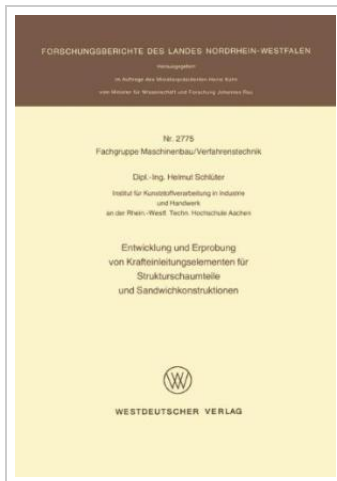 FORSCHUNGSBERICHTE DES LANDES NORDRHEIN-WESTFALEN
Herausgegeben
im Auftrage des Ministerpräsidenten Heinz Kühn
vom Minister für Wissenschaft und Forschung Johannes Rau
Nr. 2775
Fachgruppe Maschinenbau/Verfahrenstechnik
Dipl.-Ing. Helmut Schlüter
Institut für Kunststoffverarbeitung in Industrie
und Handwerk
an der Rhein.-Westf. Techn. Hochschule Aachen
Entwicklung und Erprobung
von Krafteinleitungselementen für
Strukturschaumteile
und Sandwichkonstruktionen
WESTDEUTSCHER VERLAG